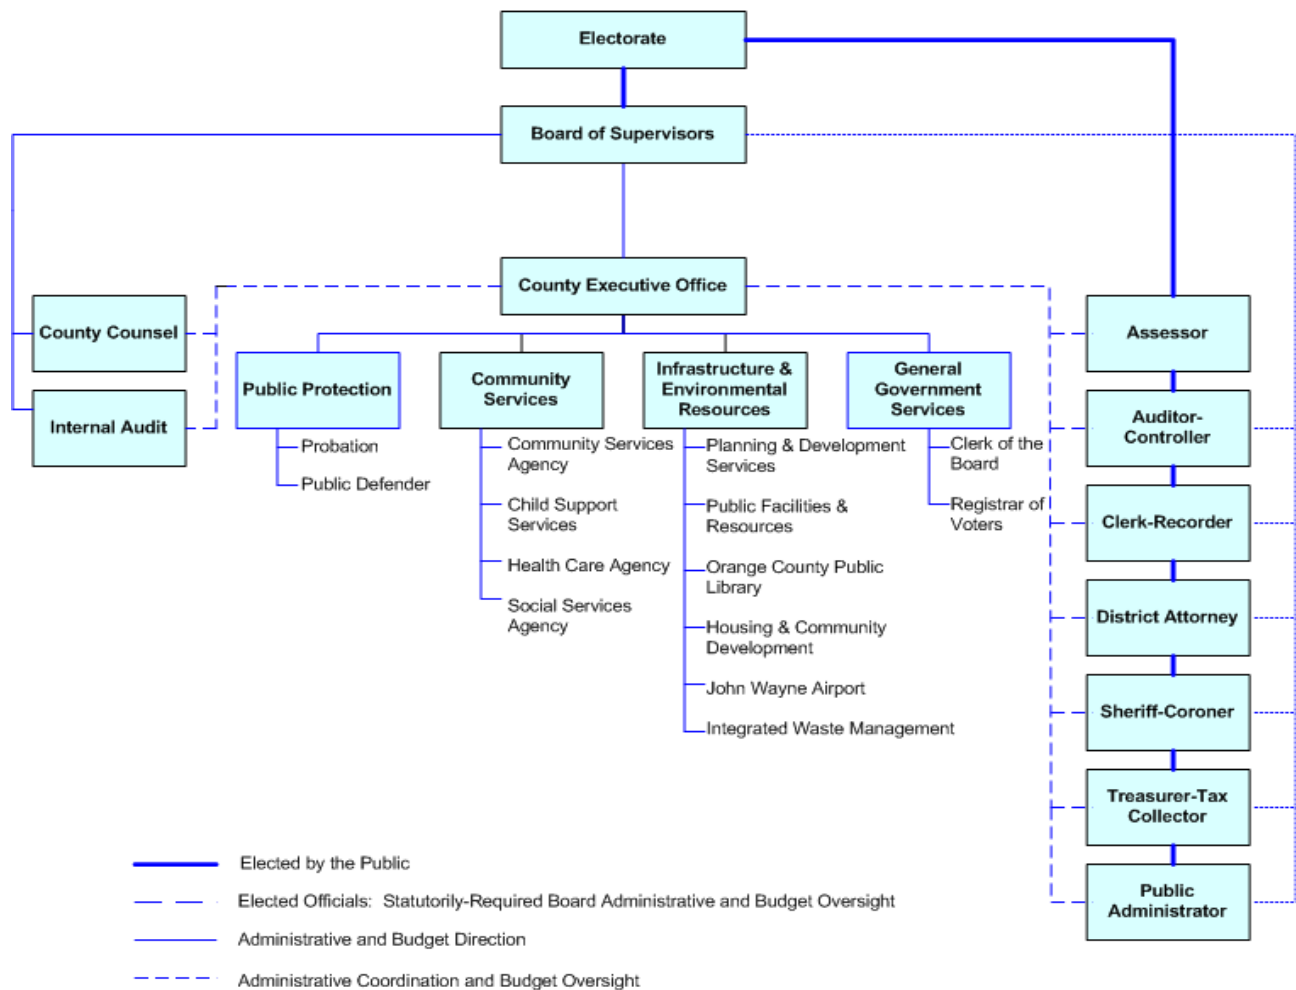 Electorate
Board of Supervisors
County Executive Office
County Counsel
Internal Audit
Public Protection
Probation
Public Defender
Community
Services
Community Services
Agency
Child Support
Services
Health Care Agency
Social Services
Agency
Infrastructure &
Environmental
Resources
Planning & Development
Services
Public Facilities &
Resources
Orange County Public
Library
Housing & Community
Development
John Wayne Airport
Integrated Waste Management
General
Government
Services
Clerk of the
Board
Registrar of
Voters
Assessor
Auditor-
Controller
Clerk-Recorder
District Attorney
Sheriff-Coroner
Treasurer-Tax
Collector
Public
Administrator
Elected by the Public
Elected Officials: Statutorily-Required Board Administrative and Budget Oversight
Administrative and Budget Direction
Administrative Coordination and Budget Oversight